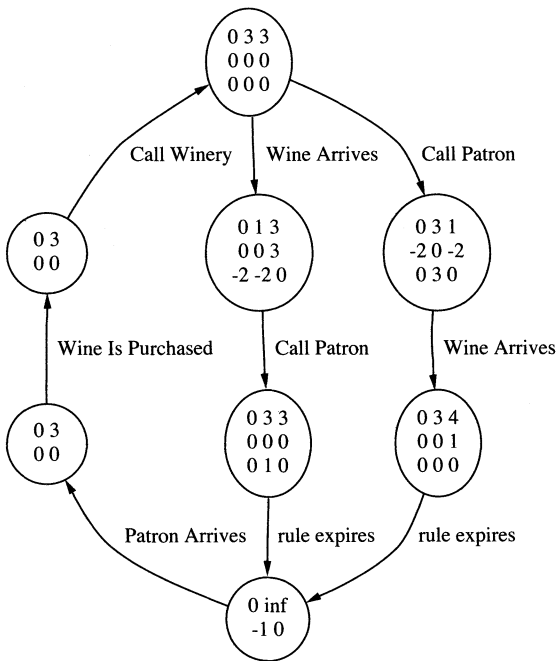 0 3 3
0 0 0
0 0 0
Call Winery
Wine Arrives
Call Patron
0 3
0 0
0 1 3
0 0 3
-2 -2 0
0 3 1
-2 0 -2
0 3 0
Wine Is Purchased
Call Patron
Wine Arrives
0 3
0 0
0 3 3
0 0 0
0 1 0
0 3 4
0 0 1
0 0 0
Patron Arrives
rule expires
rule expires
0 inf
-1 0